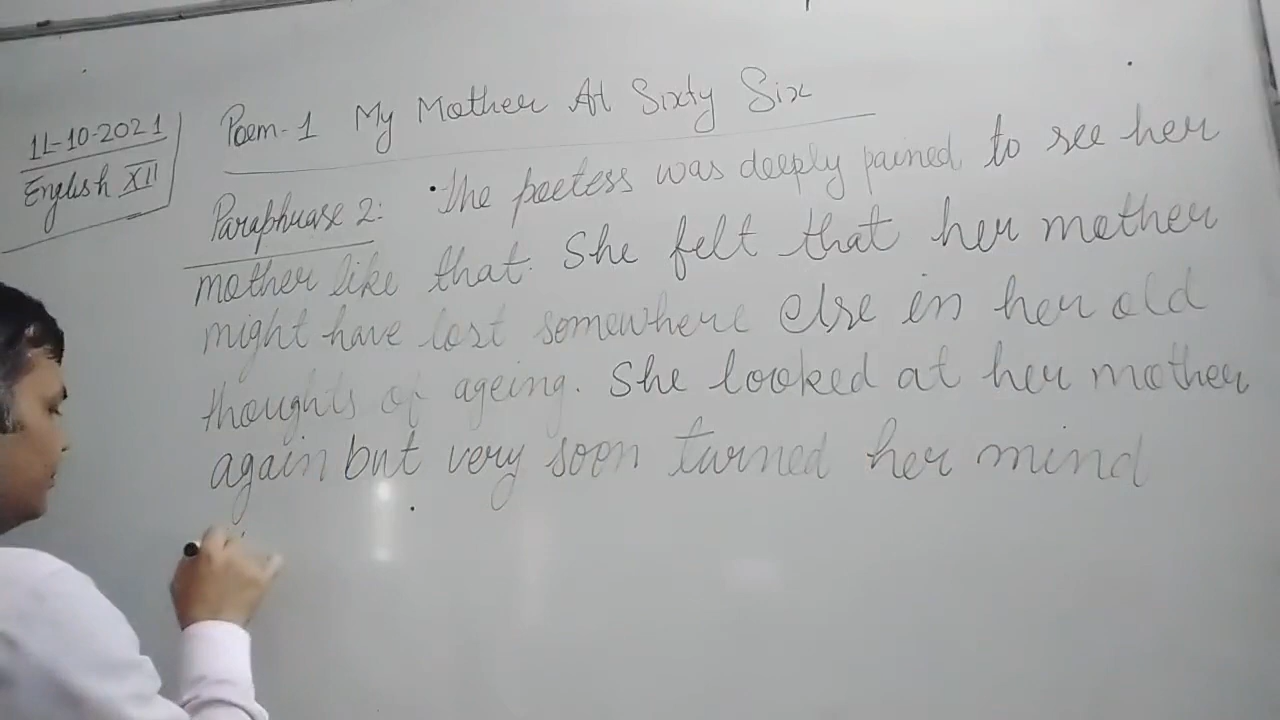 11-10-2021
English XII
Poem-1 My Mother At Sixty Six
Paraphrase 2: • The poetess was deeply pained to see her
mother like that. She felt that her mother
might have lost somewhere else in her old
thoughts of ageing. She looked at her mother
again but very soon turned her mind